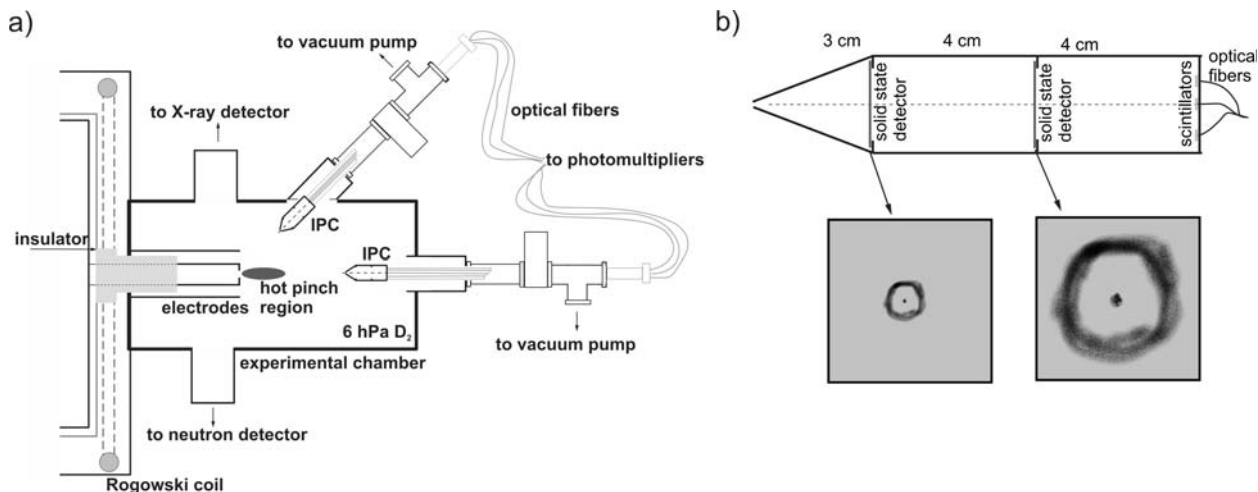 a)
to vacuum pump
to X-ray detector
optical fibers
to photomultipliers
IPC
insulator
IPC
electrodes
hot pinch
region
6 hPa D₂
experimental chamber
to vacuum pump
to neutron detector
Rogowski coil
b)
3 cm
4 cm
4 cm
optical
fibers
solid state
detector
solid state
detector
scintillators